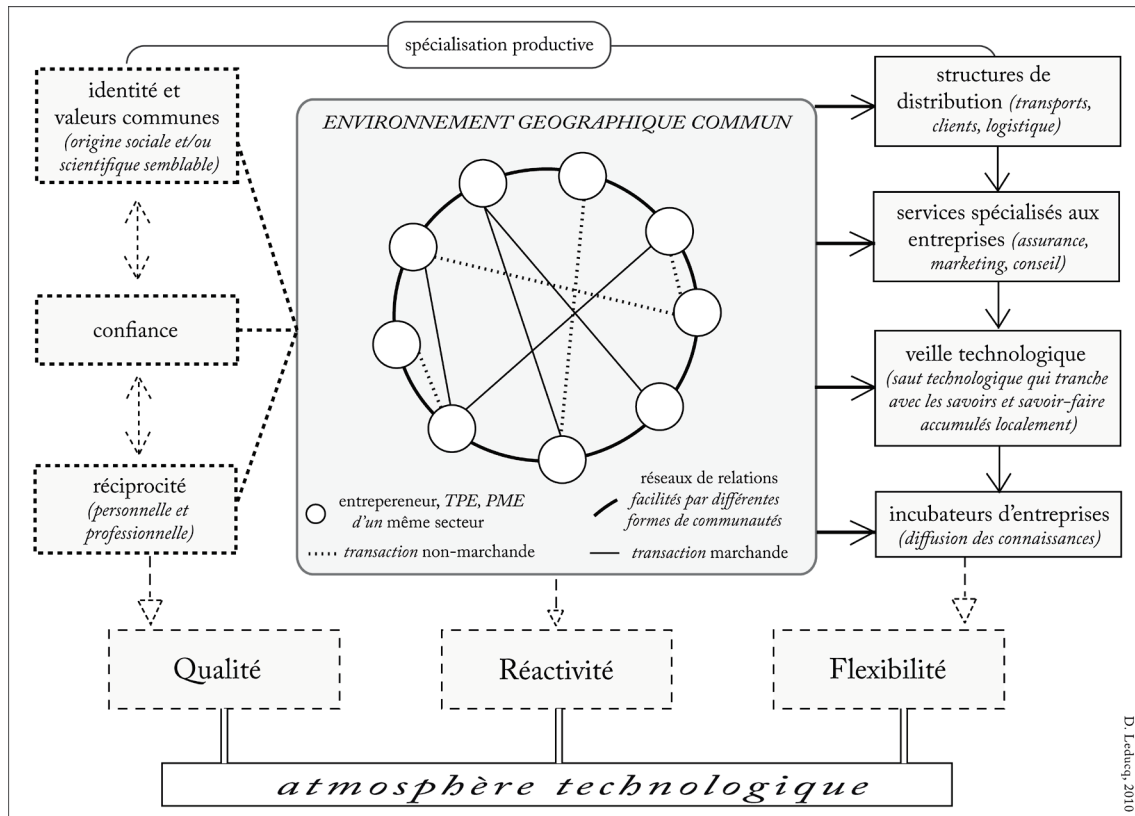 spécialisation productive
identité et
valeurs communes
(origine sociale et/ou
scientifique semblable)
confiance
réciprocité
(personnelle et
professionnelle)
ENVIRONNEMENT GEOGRAPHIQUE COMMUN
entrepereneur, TPE, PME
d'un même secteur
réseaux de relations
facilités par différentes
formes de communautés
transaction non-marchande
transaction marchande
structures de
distribution (transports,
clients, logistique)
services spécialisés aux
entreprises (assurance,
marketing, conseil)
veille technologique
(saut technologique qui tranche
avec les savoirs et savoir-faire
accumulés localement)
incubateurs d'entreprises
(diffusion des connaissances)
Qualité
Réactivité
Flexibilité
atmosphère technologique
D. Leducq, 2010